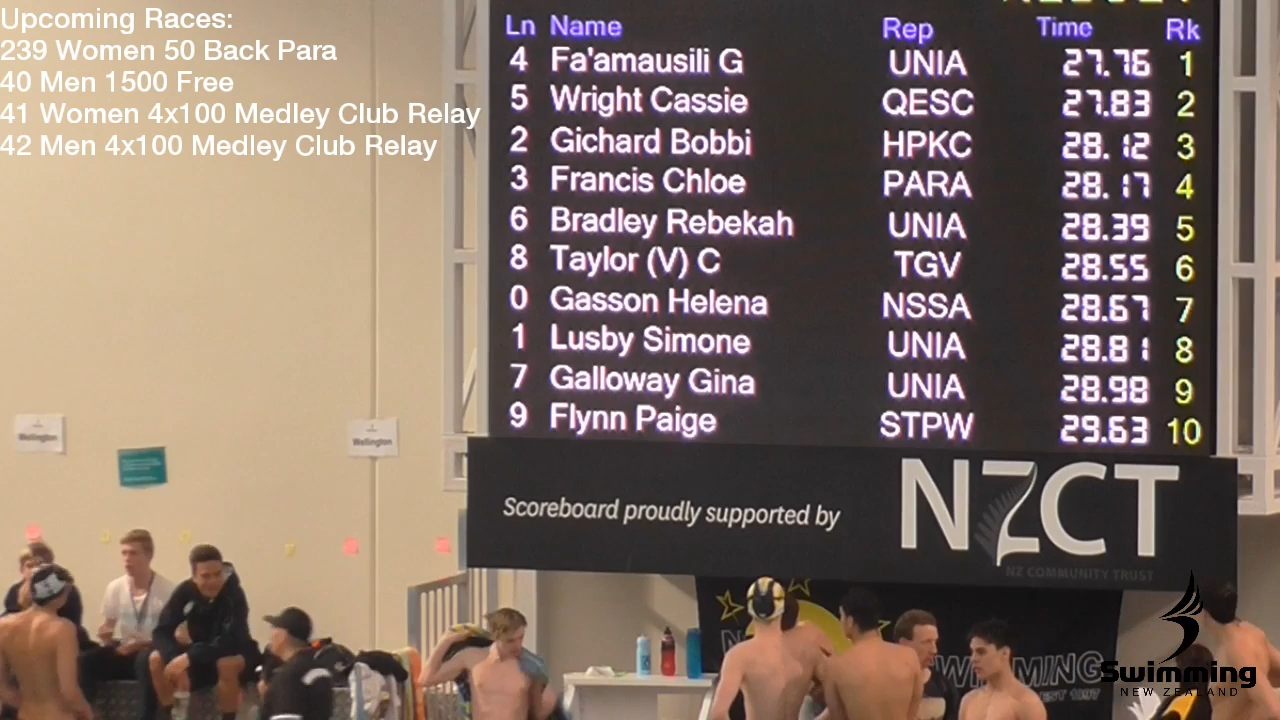 Upcoming Races:
239 Women 50 Back Para
40 Men 1500 Free
41 Women 4x100 Medley Club Relay
42 Men 4x100 Medley Club Relay
Ln Name Rep Time Rk
4 Fa'amausili G UNIA 27.76 1
5 Wright Cassie QESC 27.83 2
2 Gichard Bobbi HPKC 28.12 3
3 Francis Chloe PARA 28.17 4
6 Bradley Rebekah UNIA 28.39 5
8 Taylor (V) C TGV 28.55 6
0 Gasson Helena NSSA 28.67 7
1 Lusby Simone UNIA 28.81 8
7 Galloway Gina UNIA 28.98 9
9 Flynn Paige STPW 29.63 10
Wellington
Wellington
Scoreboard proudly supported by
NZCT
NZ COMMUNITY TRUST
SWIMMING
EST 1897
Swimming
NEW ZEALAND